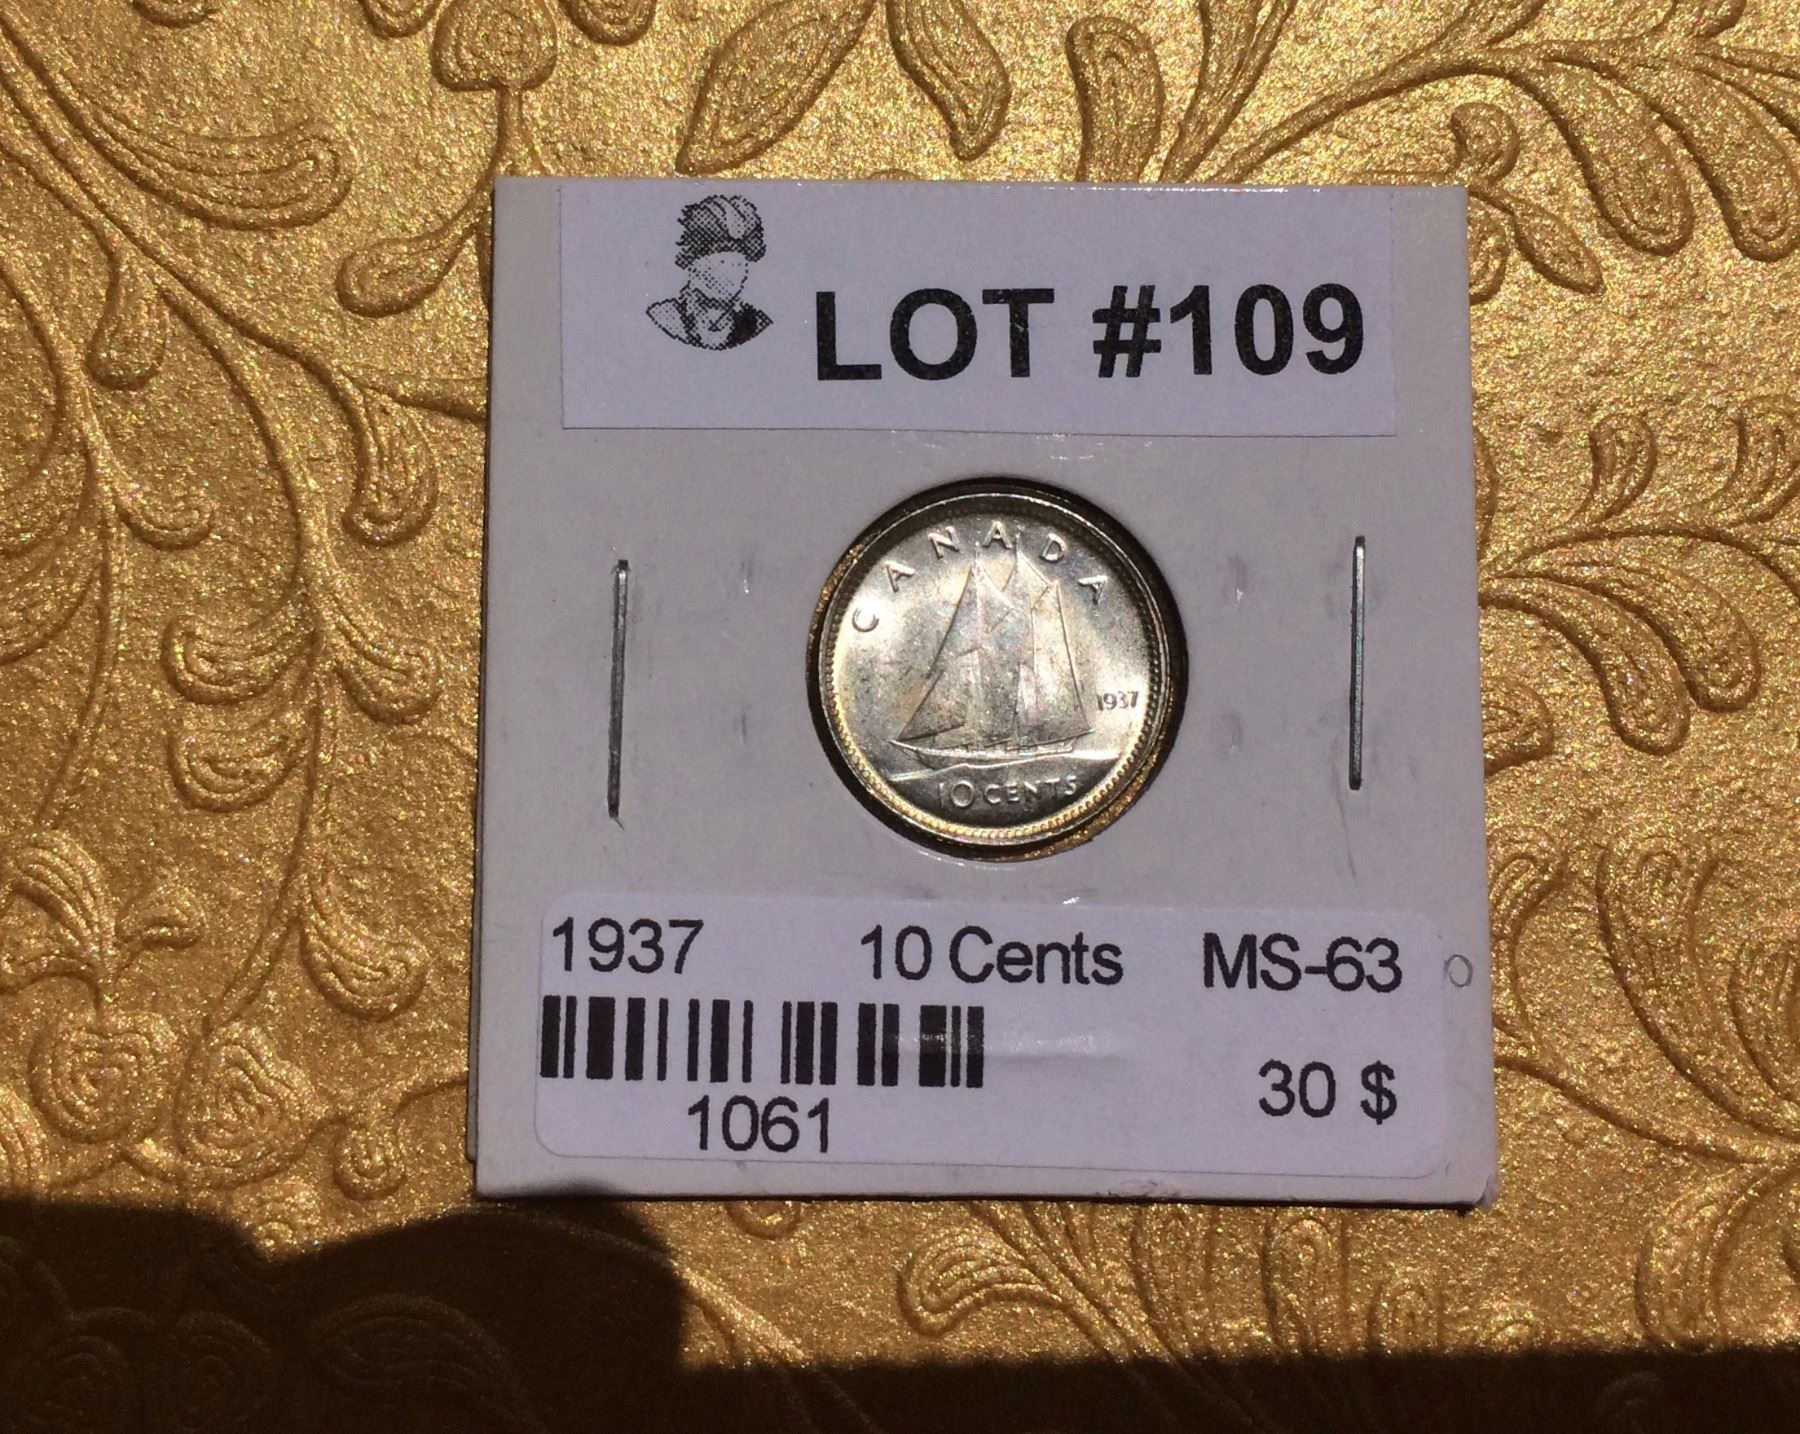 LOT #109
CANADA
1937
10 CENTS
1937 10 Cents MS-63
1061 30 $